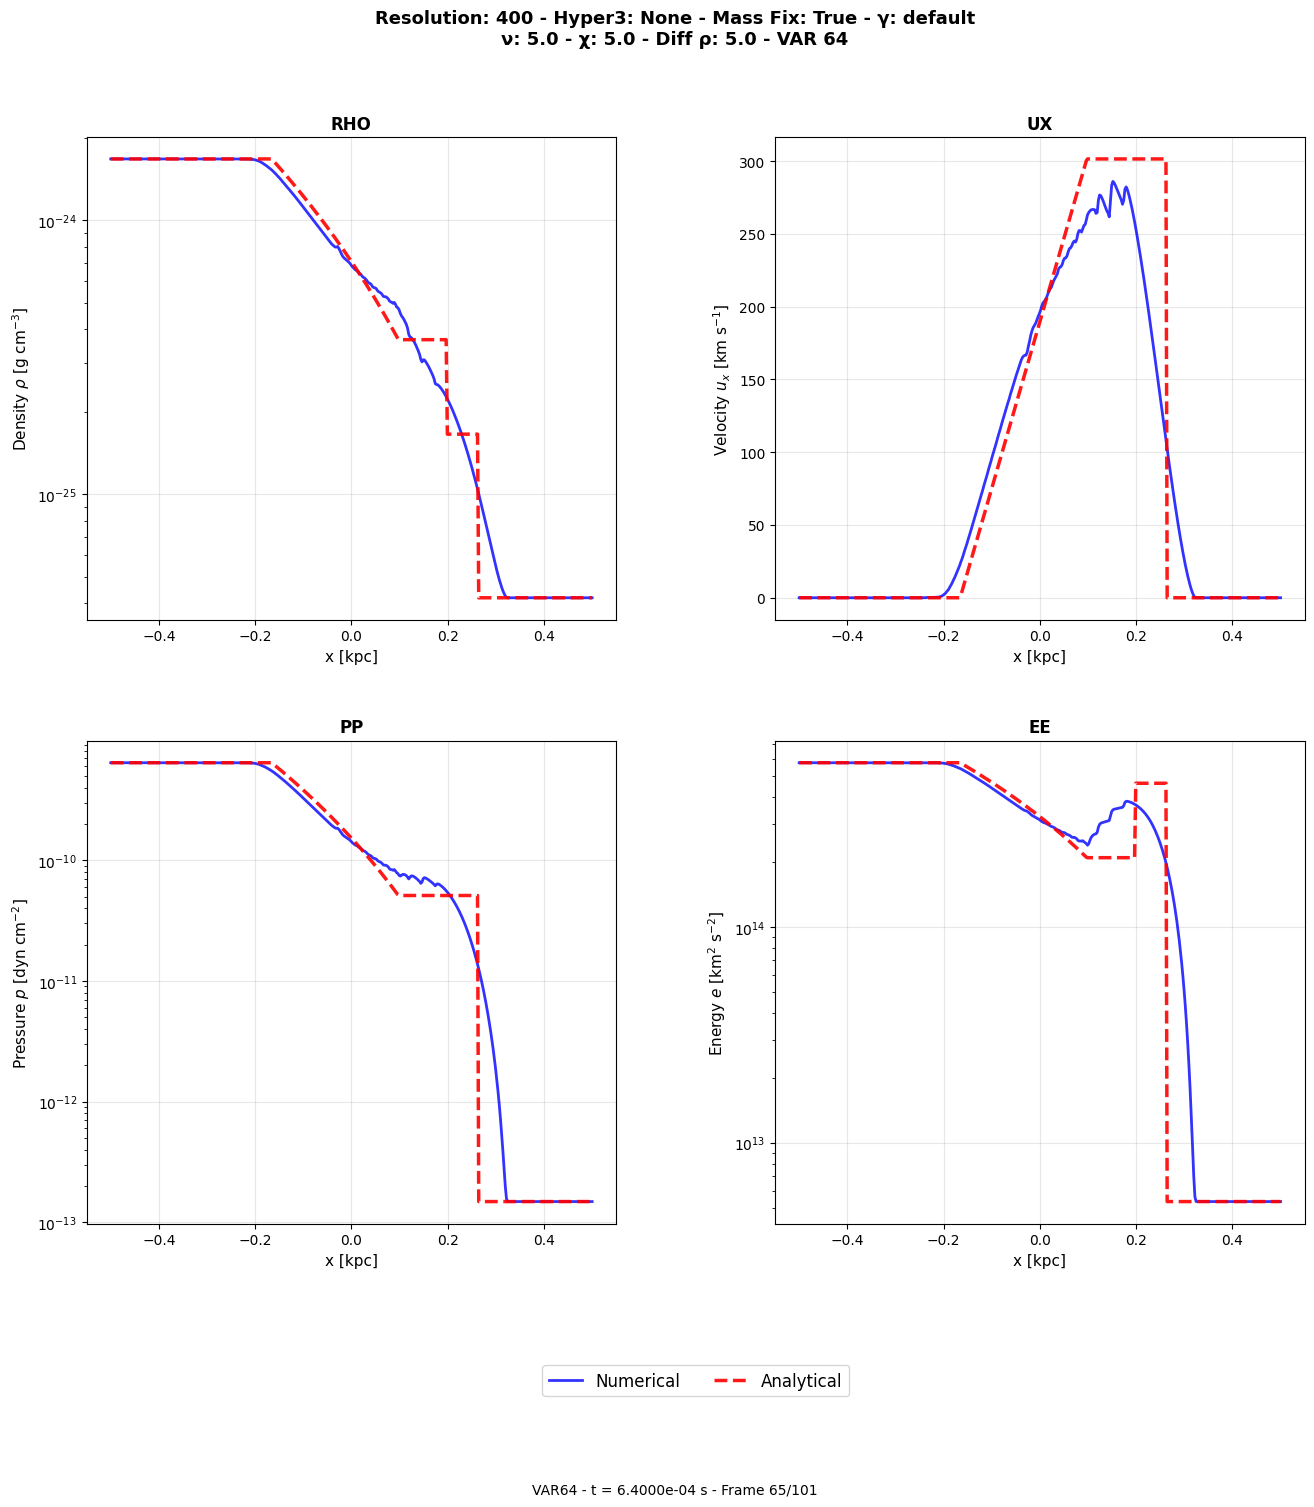 Resolution: 400 - Hyper3: None - Mass Fix: True - γ: default
ν: 5.0 - χ: 5.0 - Diff ρ: 5.0 - VAR 64
RHO
10⁻²⁴
10⁻²⁵
Density ρ [g cm⁻³]
−0.4 −0.2 0.0 0.2 0.4
x [kpc]
UX
300
250
200
150
100
50
0
Velocity uₓ [km s⁻¹]
−0.4 −0.2 0.0 0.2 0.4
x [kpc]
PP
10⁻¹⁰
10⁻¹¹
10⁻¹²
10⁻¹³
Pressure p [dyn cm⁻²]
−0.4 −0.2 0.0 0.2 0.4
x [kpc]
EE
10¹⁴
10¹³
Energy e [km² s⁻²]
−0.4 −0.2 0.0 0.2 0.4
x [kpc]
Numerical Analytical
VAR64 - t = 6.4000e-04 s - Frame 65/101